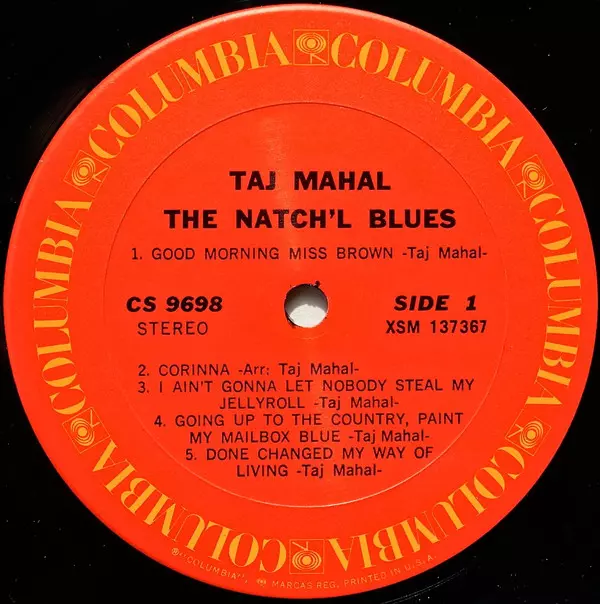 COLUMBIA COLUMBIA COLUMBIA COLUMBIA COLUMBIA COLUMBIA
TAJ MAHAL
THE NATCH'L BLUES
1. GOOD MORNING MISS BROWN -Taj Mahal-
CS 9698 SIDE 1
STEREO XSM 137367
2. CORINNA -Arr: Taj Mahal-
3. I AIN'T GONNA LET NOBODY STEAL MY
JELLYROLL -Taj Mahal-
4. GOING UP TO THE COUNTRY, PAINT
MY MAILBOX BLUE -Taj Mahal-
5. DONE CHANGED MY WAY OF
LIVING -Taj Mahal-
®"COLUMBIA", MARCAS REG. PRINTED IN U.S.A.